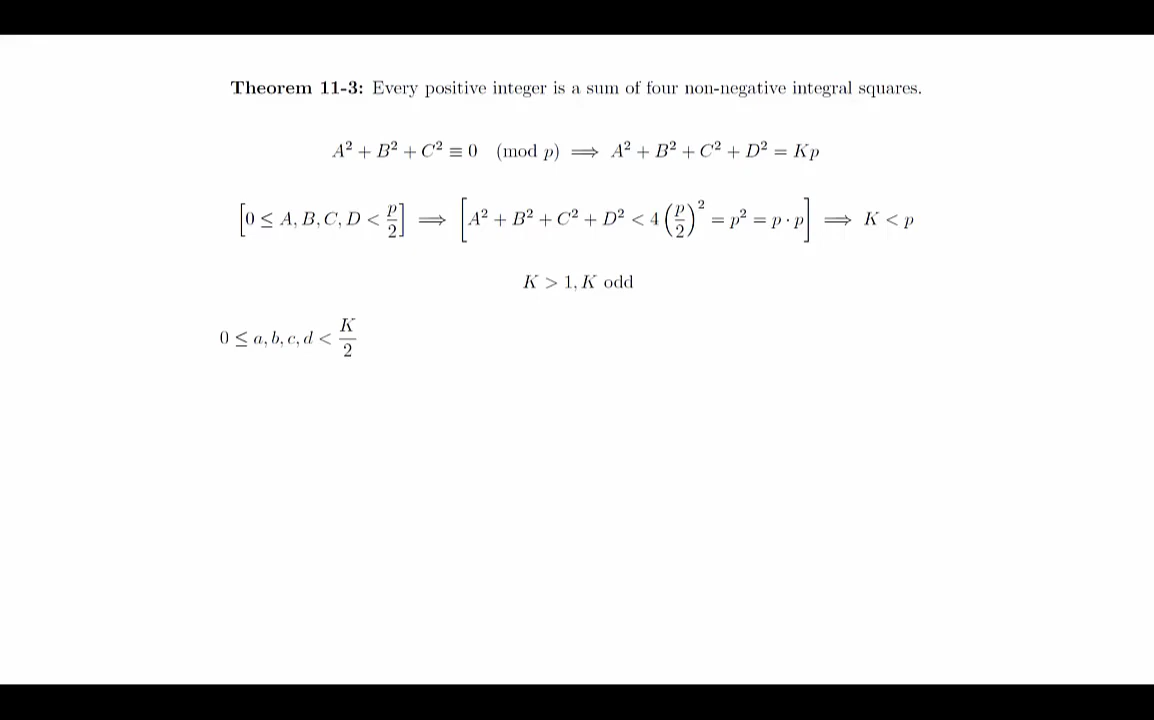 Theorem 11-3: Every positive integer is a sum of four non-negative integral squares.
A² + B² + C² ≡ 0 (mod p) ⟹ A² + B² + C² + D² = Kp
[0 ≤ A, B, C, D < p/2] ⟹ [A² + B² + C² + D² < 4(p/2)² = p² = p · p] ⟹ K < p
K > 1, K odd
0 ≤ a, b, c, d < K/2